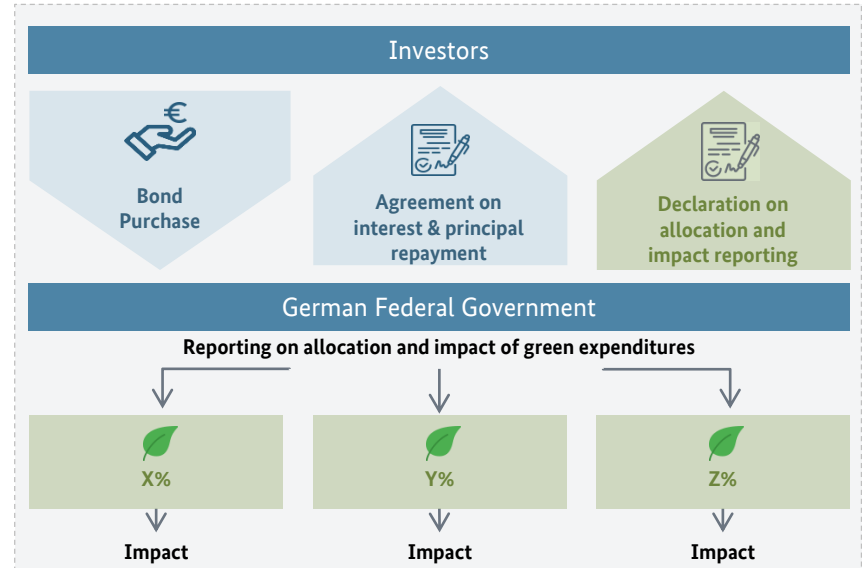 Investors
€
Bond
Purchase
Agreement on
interest & principal
repayment
Declaration on
allocation and
impact reporting
German Federal Government
Reporting on allocation and impact of green expenditures
X%
Y%
Z%
Impact
Impact
Impact